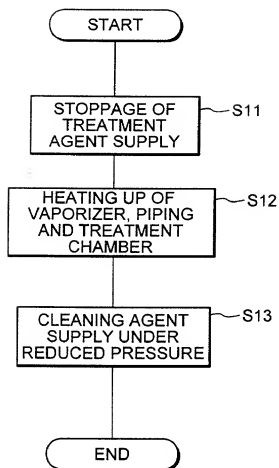 START
STOPPAGE OF
TREATMENT
AGENT SUPPLY
S11
HEATING UP OF
VAPORIZER, PIPING
AND TREATMENT
CHAMBER
S12
CLEANING AGENT
SUPPLY UNDER
REDUCED PRESSURE
S13
END